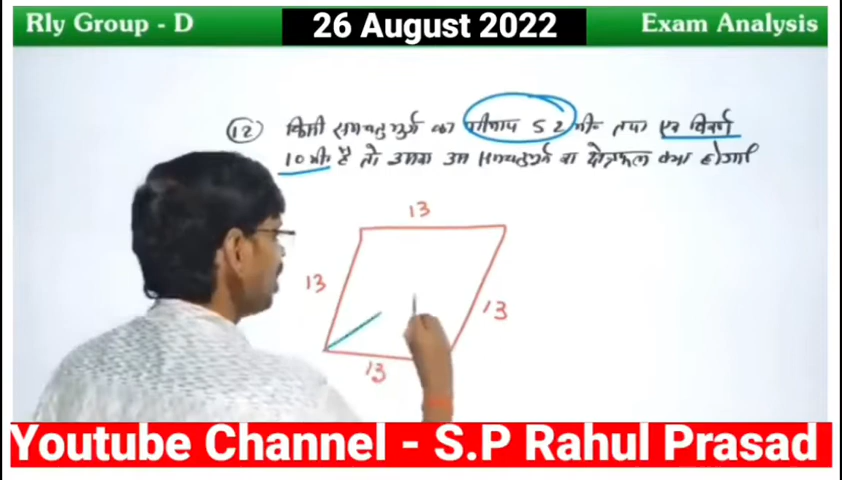 Rly Group - D
26 August 2022
Exam Analysis
(12) किसी समचतुर्भुज का परीमाप 52 मी० तथा एक विकर्ण
10 मी० है तो उसका उस समचतुर्भुज का क्षेत्रफल क्या होगा
13
13
13
13
Youtube Channel - S.P Rahul Prasad